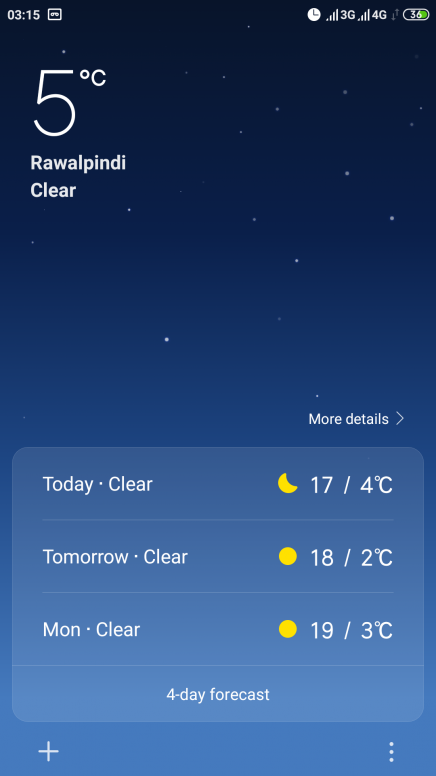 03:15 3G 4G 36
5°C
Rawalpindi
Clear
More details
Today · Clear 17 / 4°C
Tomorrow · Clear 18 / 2°C
Mon · Clear 19 / 3°C
4-day forecast